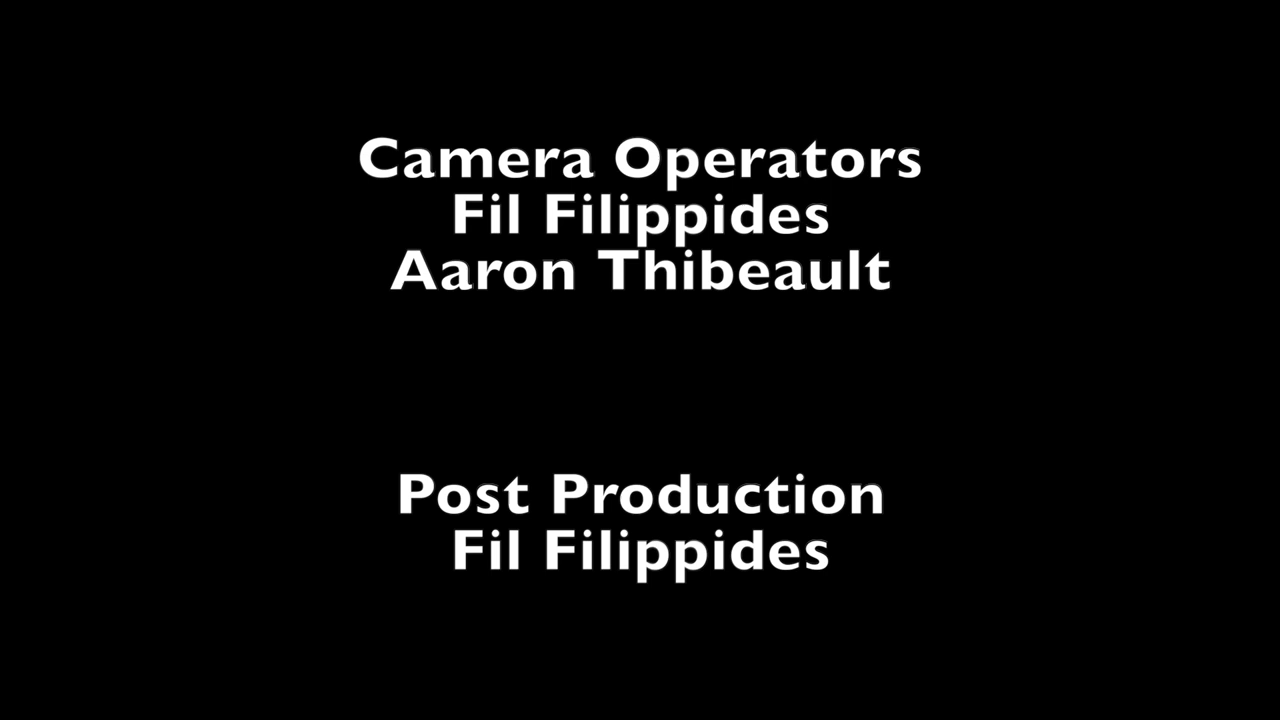 Camera Operators
Fil Filippides
Aaron Thibeault
Post Production
Fil Filippides